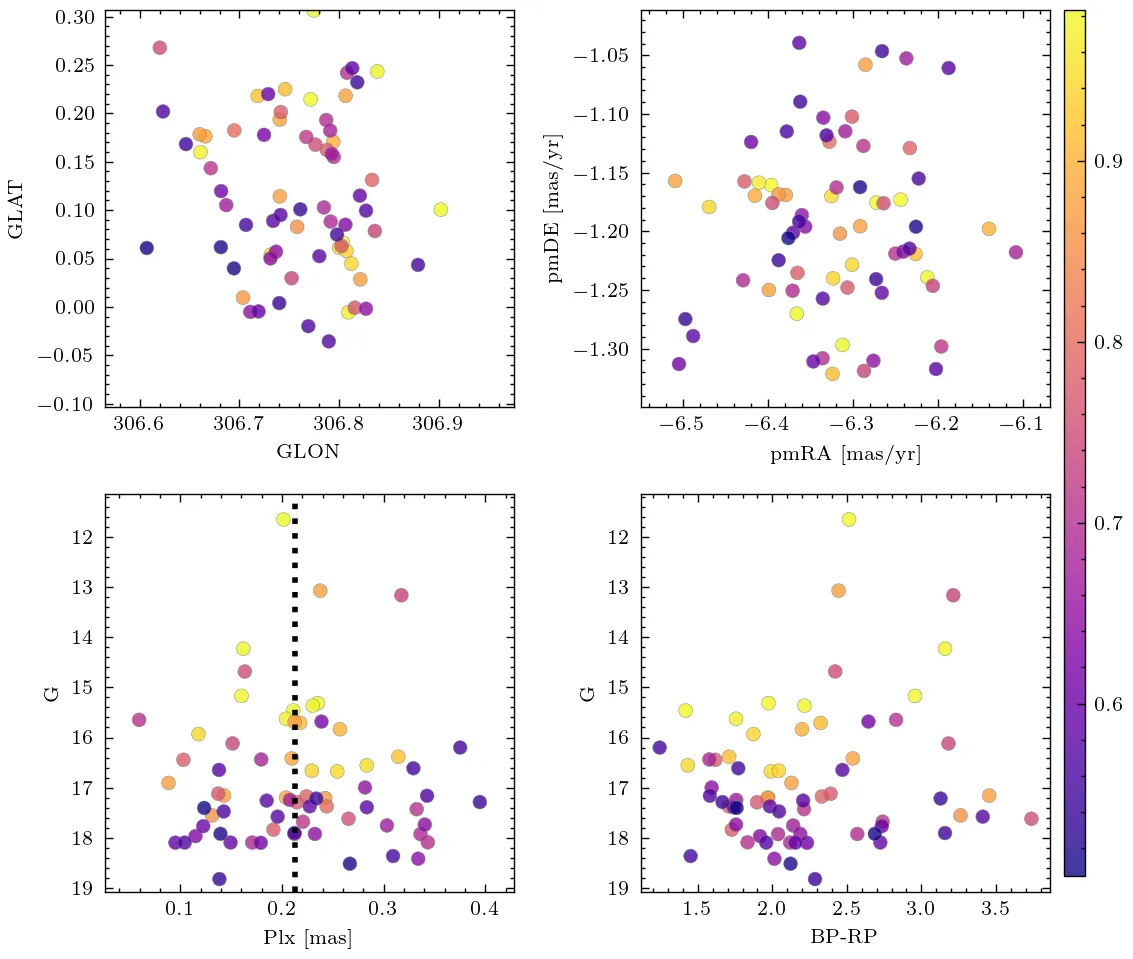 0.30
0.25
0.20
0.15
0.10
0.05
0.00
−0.05
−0.10
GLAT
306.6 306.7 306.8 306.9
GLON
−1.05
−1.10
−1.15
−1.20
−1.25
−1.30
pmDE [mas/yr]
−6.5 −6.4 −6.3 −6.2 −6.1
pmRA [mas/yr]
0.9
0.8
0.7
0.6
12
13
14
15
16
17
18
19
G
0.1 0.2 0.3 0.4
Plx [mas]
12
13
14
15
16
17
18
19
G
1.5 2.0 2.5 3.0 3.5
BP-RP